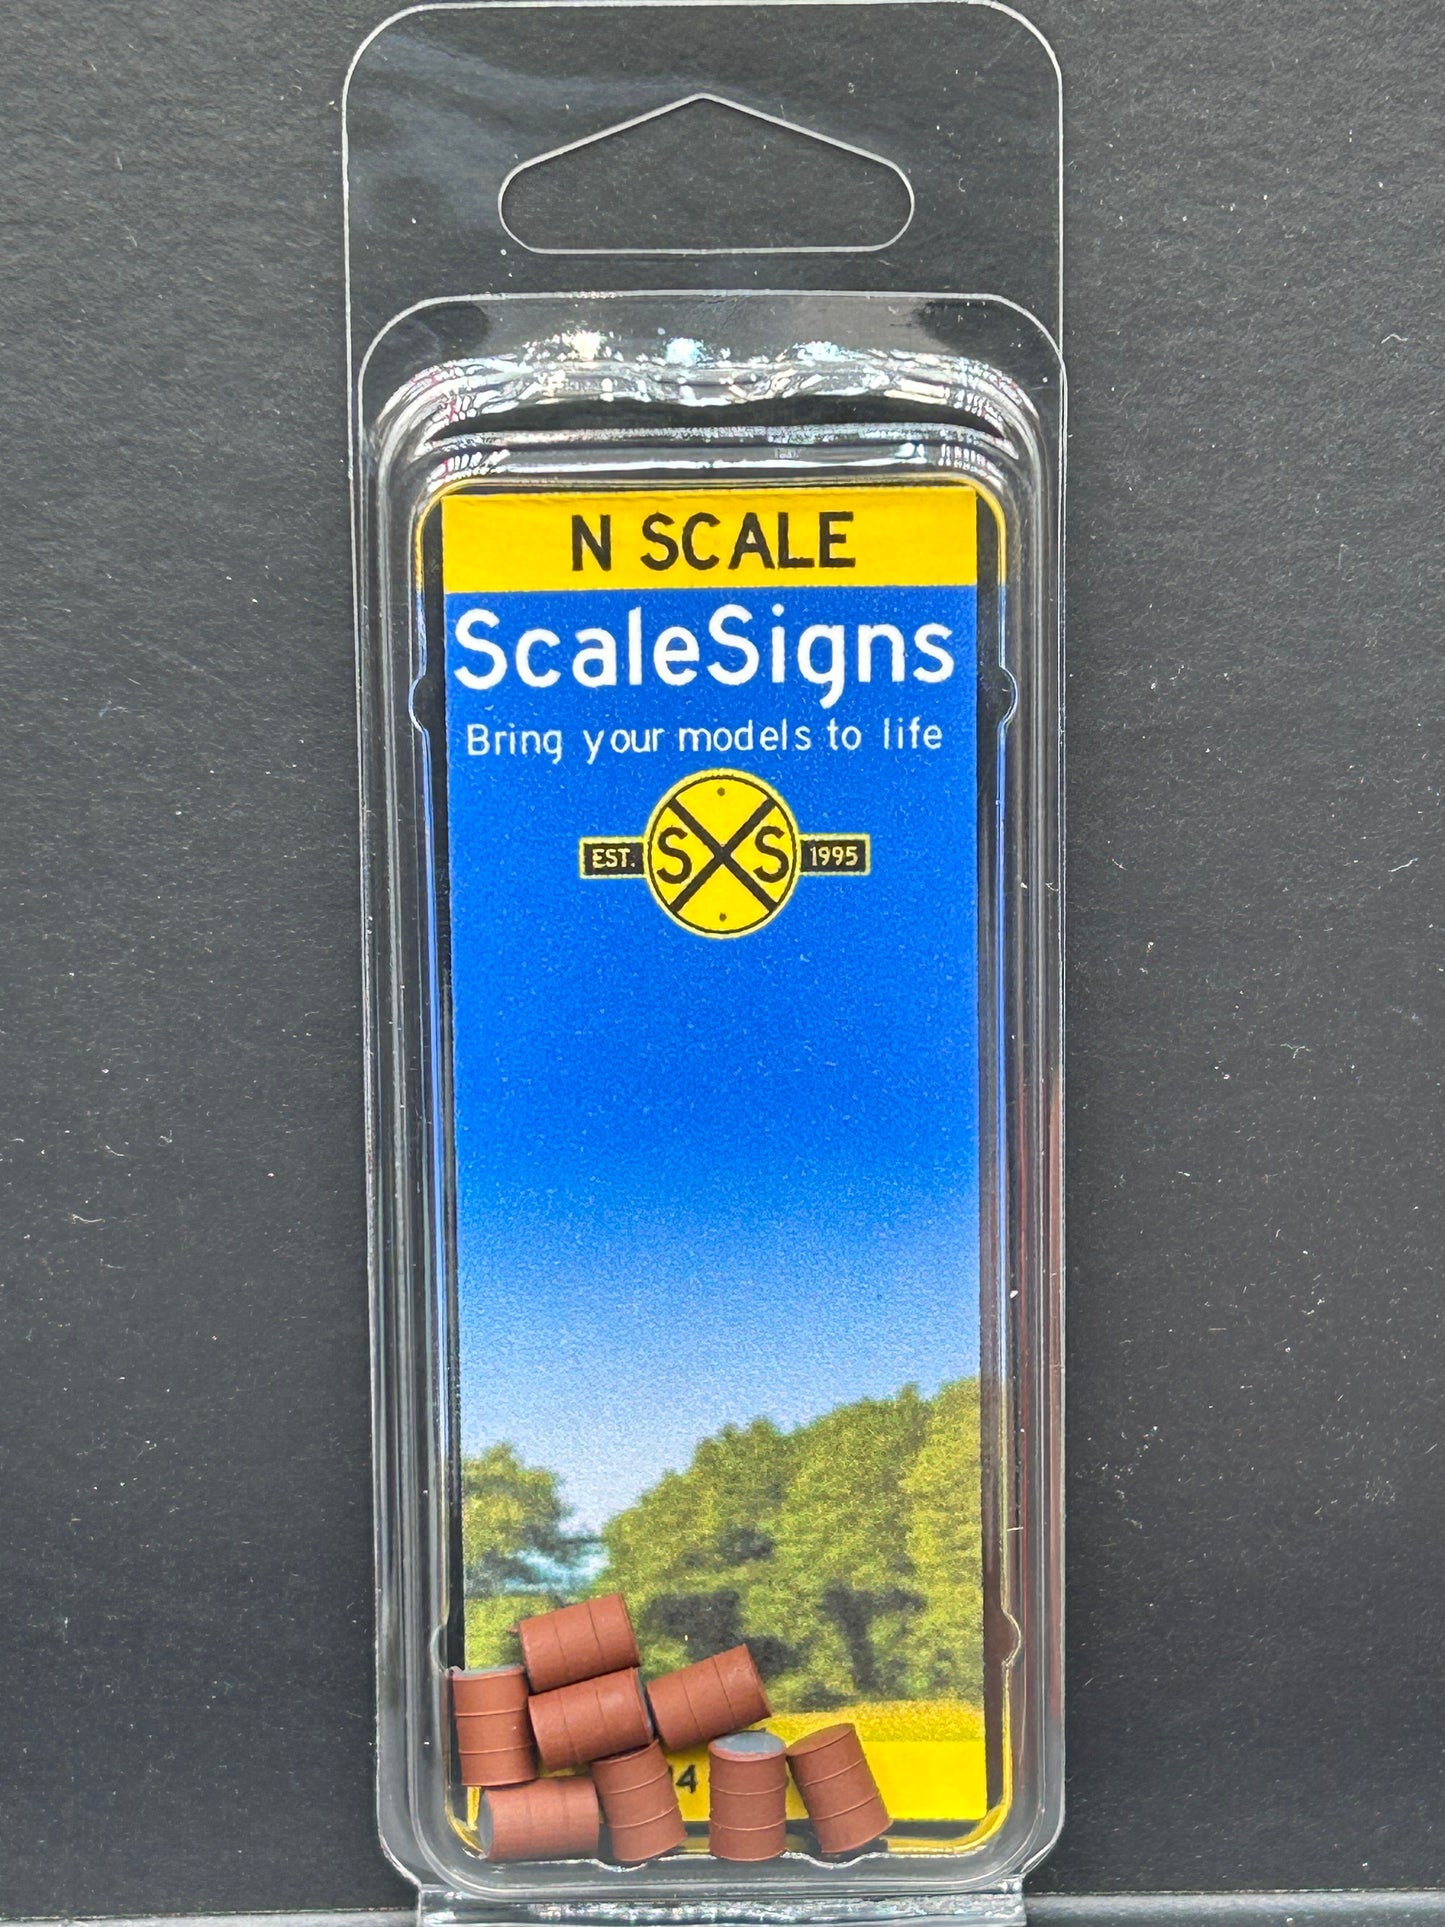 N SCALE
ScaleSigns
Bring your models to life
EST. S S 1995